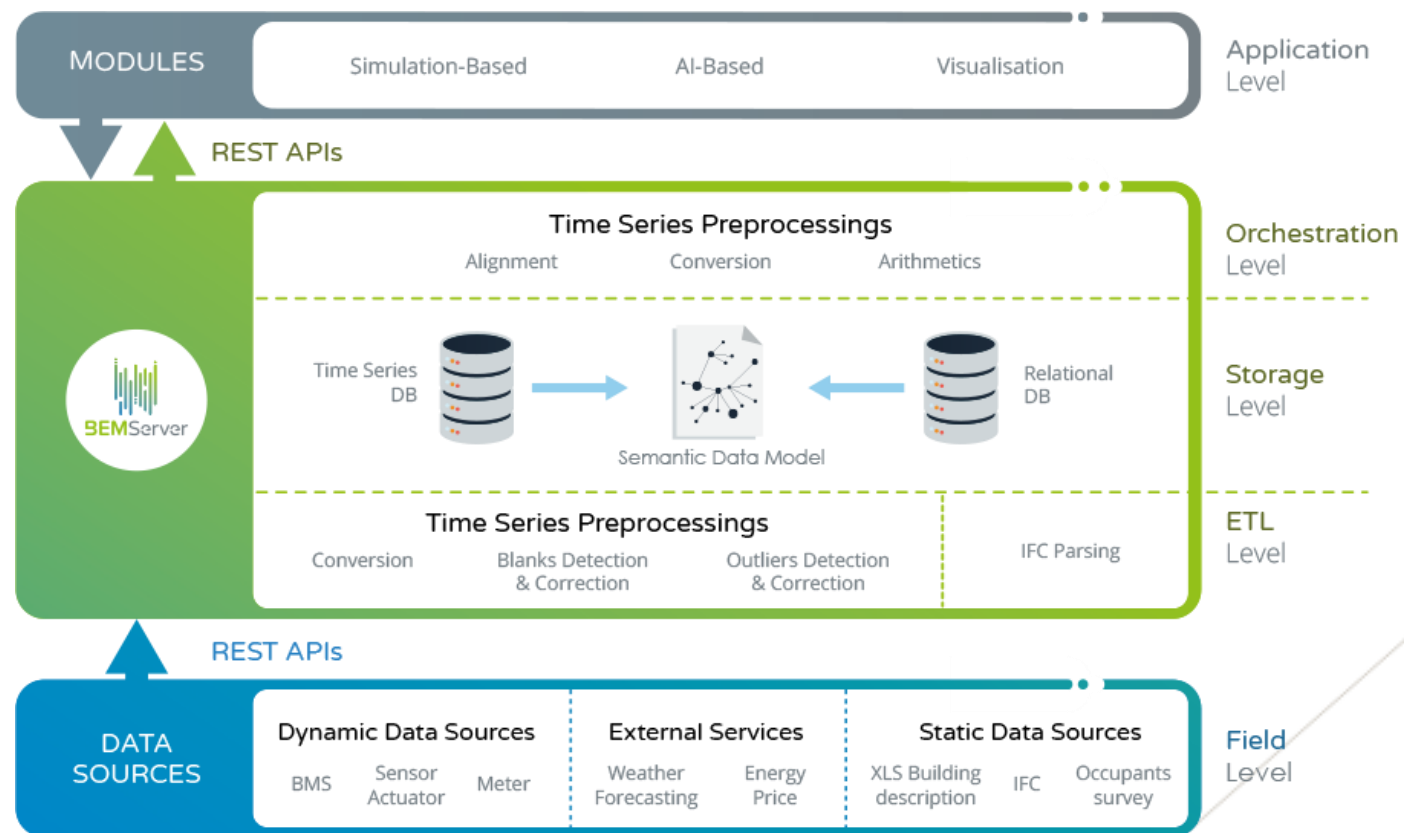 MODULES
Simulation-Based
AI-Based
Visualisation
Application
Level
REST APIs
Time Series Preprocessings
Alignment
Conversion
Arithmetics
Orchestration
Level
BEMServer
Time Series
DB
Semantic Data Model
Relational
DB
Storage
Level
Time Series Preprocessings
Conversion
Blanks Detection
& Correction
Outliers Detection
& Correction
IFC Parsing
ETL
Level
REST APIs
DATA
SOURCES
Dynamic Data Sources
BMS
Sensor
Actuator
Meter
External Services
Weather
Forecasting
Energy
Price
Static Data Sources
XLS Building
description
IFC
Occupants
survey
Field
Level